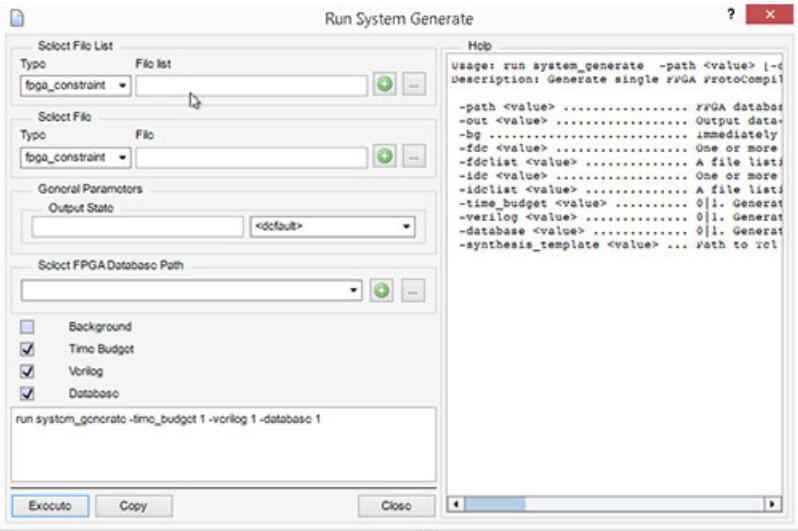 Run System Generate
?
Select File List
Type File list
fpga_constraint
...
Select File
Type File
fpga_constraint
...
General Parameters
Output State
<default>
Select FPGA Database Path
...
Background
Time Budget
Verilog
Database
run system_generate -time_budget 1 -verilog 1 -database 1
Execute Copy Close
Help
Usage: run system_generate -path <value> [-c
Description: Generate single FPGA ProtoCompil
-path <value> ................ FPGA databas
-out <value> ................. Output data-
-bg .......................... Immediately
-fdc <value> ................. One or more
-fdclist <value> ............. A file listi
-idc <value> ................. One or more
-idclist <value> ............. A file listi
-time_budget <value> ......... 0|1. Generat
-verilog <value> ............. 0|1. Generat
-database <value> ............ 0|1. Generat
-synthesis_template <value> ... Path to Tcl